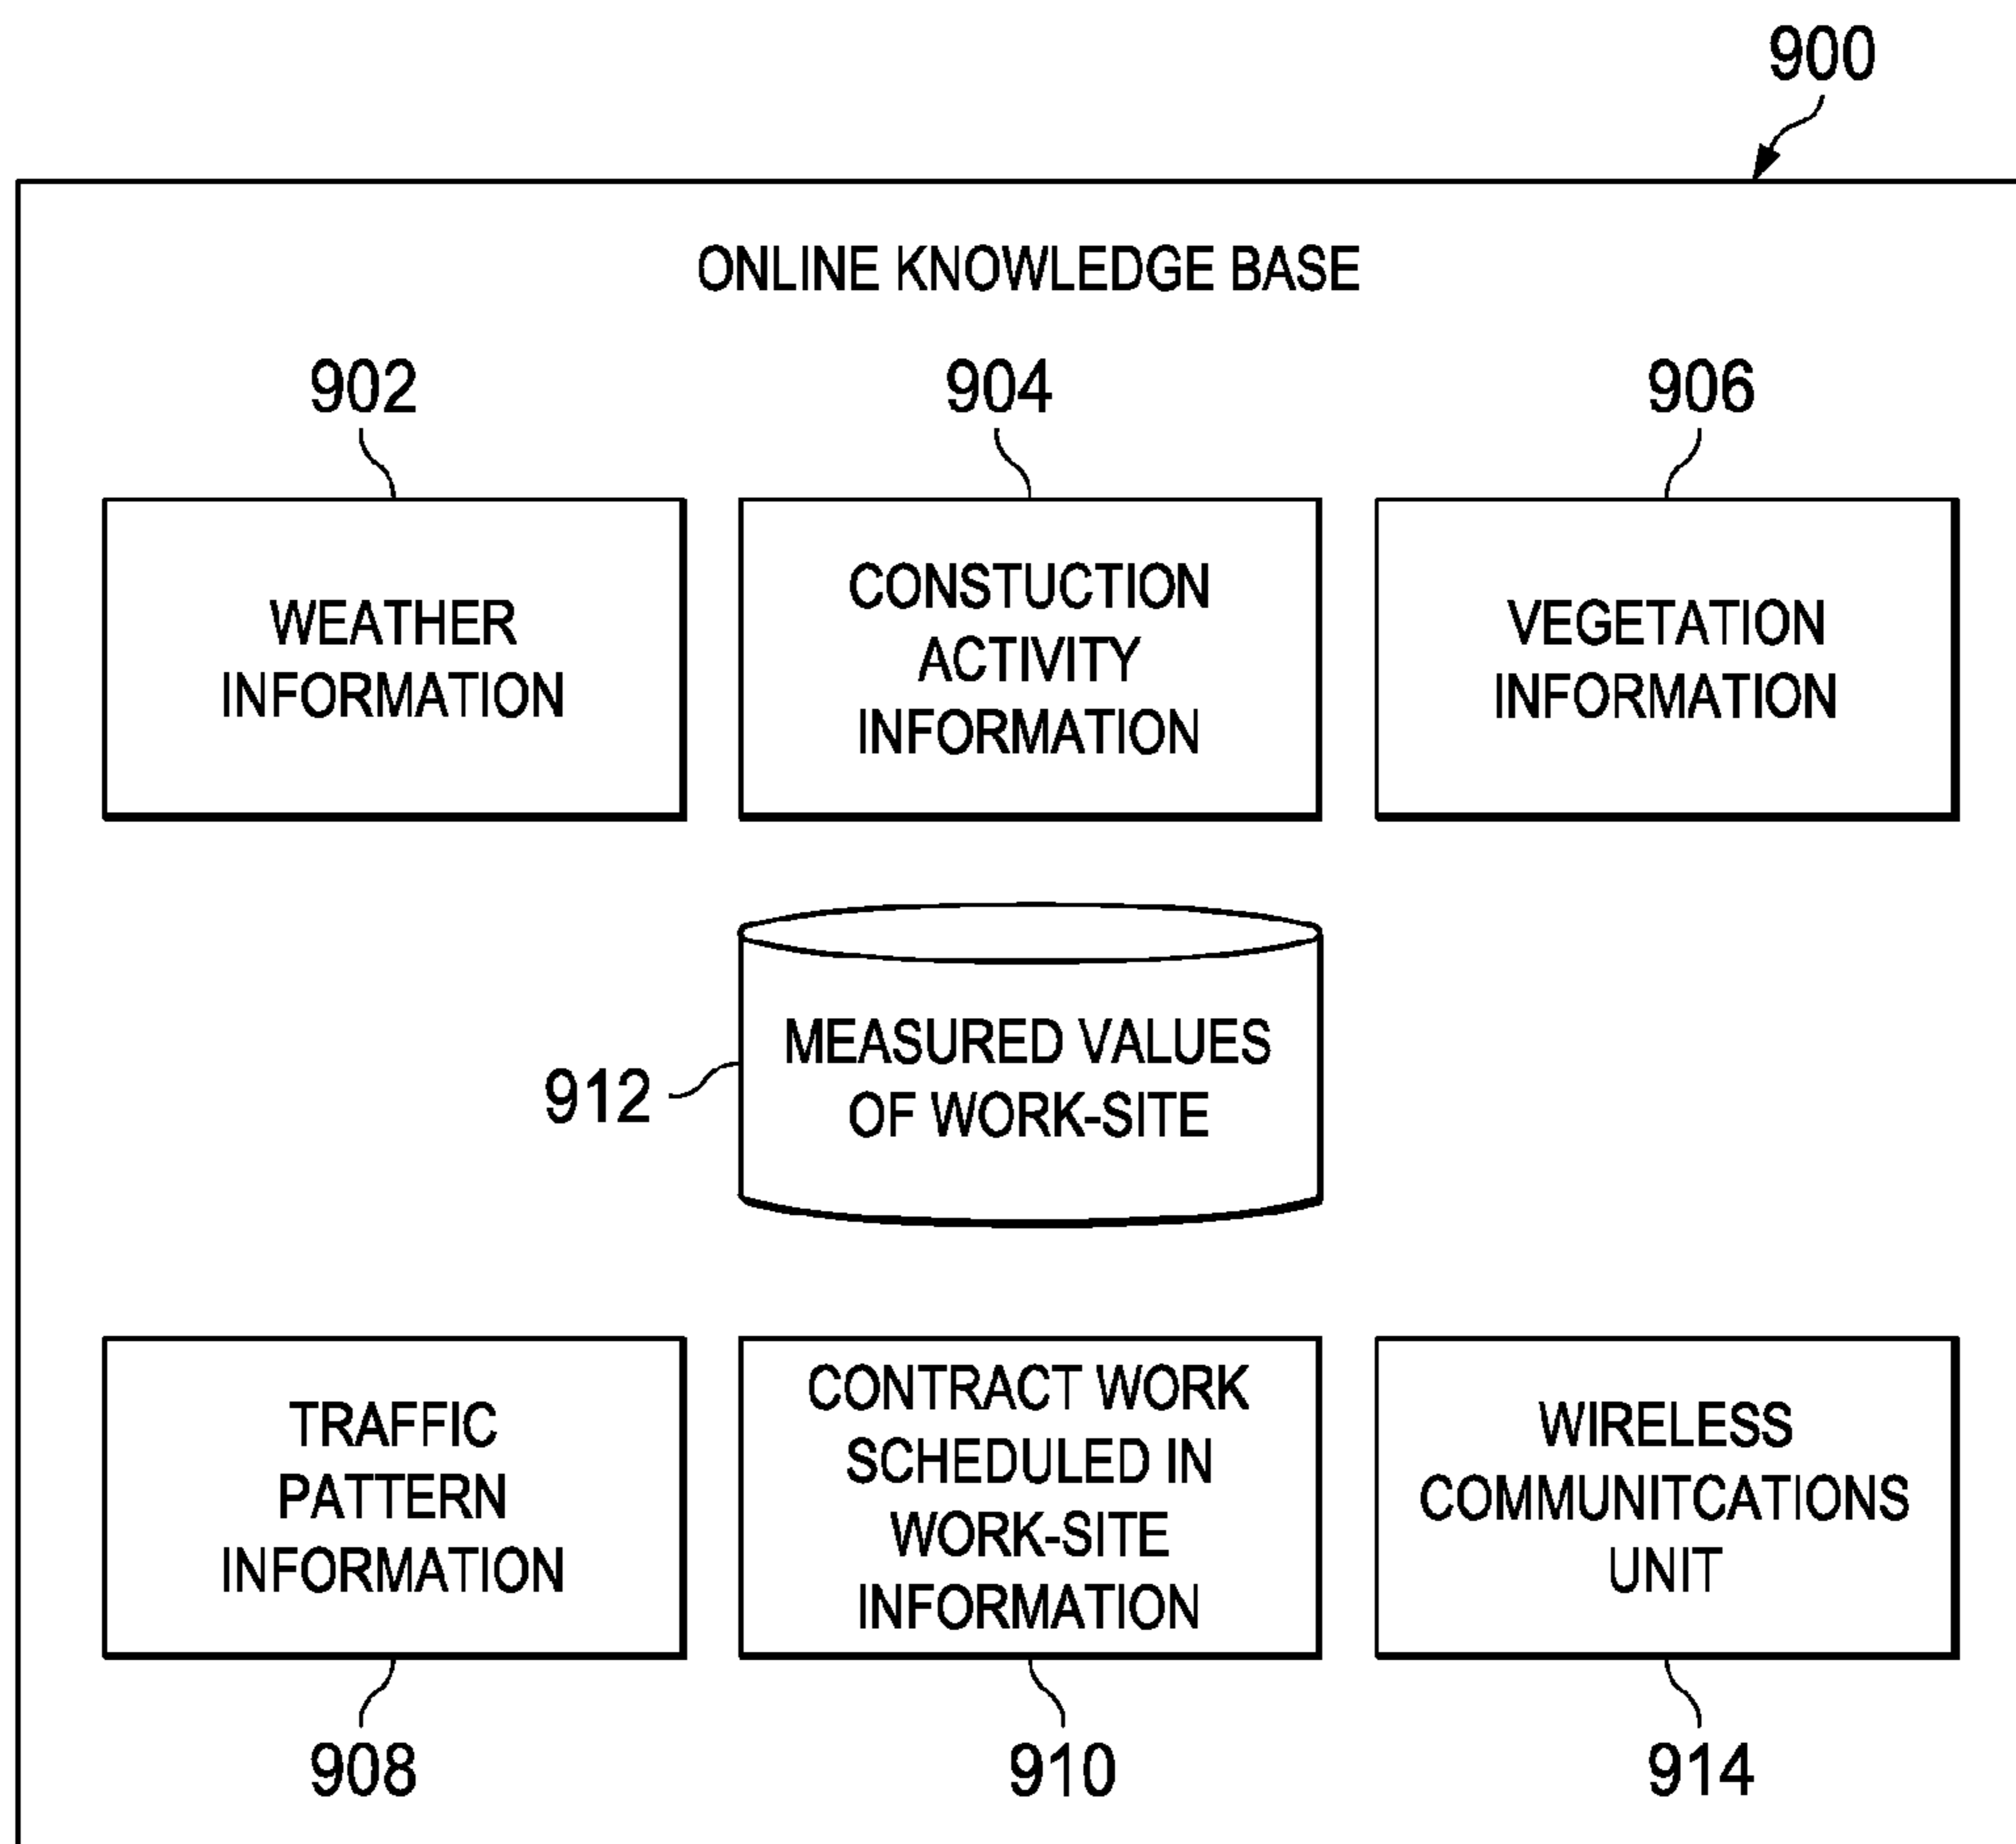 900
ONLINE KNOWLEDGE BASE
902
904
906
WEATHER
INFORMATION
CONSTUCTION
ACTIVITY
INFORMATION
VEGETATION
INFORMATION
912
MEASURED VALUES
OF WORK-SITE
TRAFFIC
PATTERN
INFORMATION
CONTRACT WORK
SCHEDULED IN
WORK-SITE
INFORMATION
WIRELESS
COMMUNITCATIONS
UNIT
908
910
914